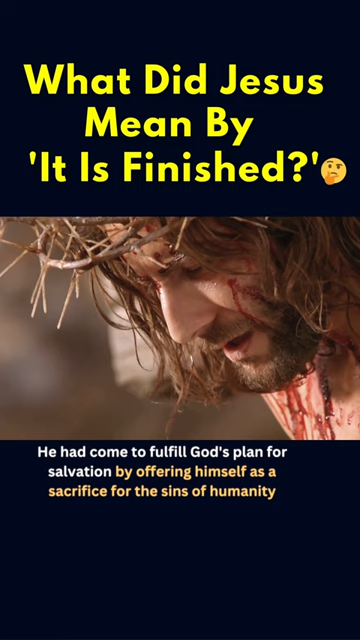 What Did Jesus
Mean By
'It Is Finished?'🤔
He had come to fulfill God's plan for
salvation by offering himself as a
sacrifice for the sins of humanity